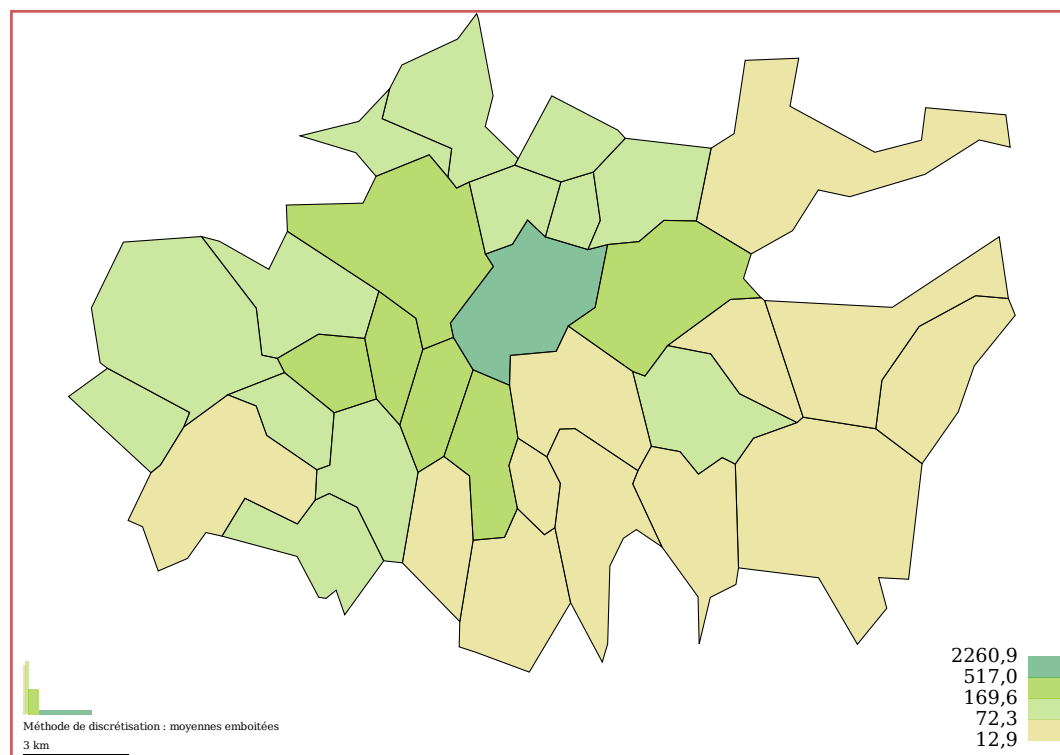 2260,9
517,0
169,6
72,3
12,9
Méthode de discrétisation : moyennes emboitées
3 km